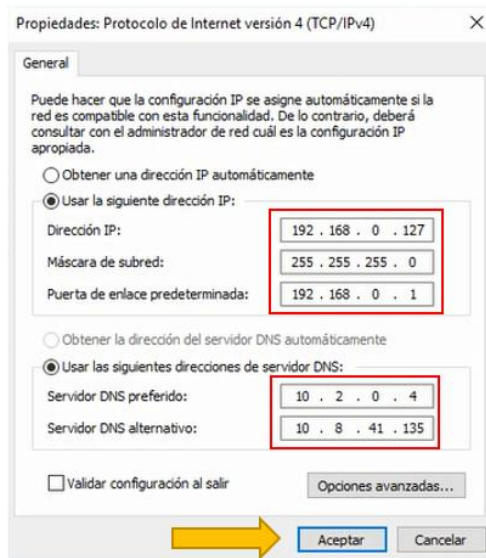 Propiedades: Protocolo de Internet versión 4 (TCP/IPv4)
General
Puede hacer que la configuración IP se asigne automáticamente si la
red es compatible con esta funcionalidad. De lo contrario, deberá
consultar con el administrador de red cuál es la configuración IP
apropiada.
Obtener una dirección IP automáticamente
Usar la siguiente dirección IP:
Dirección IP: 192 . 168 . 0 . 127
Máscara de subred: 255 . 255 . 255 . 0
Puerta de enlace predeterminada: 192 . 168 . 0 . 1
Obtener la dirección del servidor DNS automáticamente
Usar las siguientes direcciones de servidor DNS:
Servidor DNS preferido: 10 . 2 . 0 . 4
Servidor DNS alternativo: 10 . 8 . 41 . 135
Validar configuración al salir Opciones avanzadas...
Aceptar Cancelar